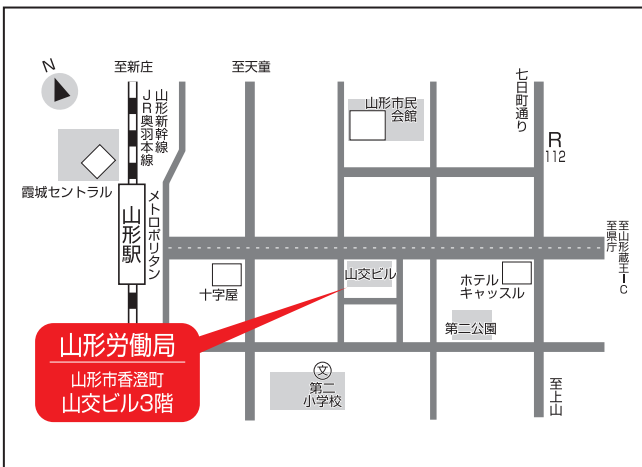 N
至新庄
至天童
山形新幹線
JR奥羽本線
霞城セントラル
山形駅
メトロポリタン
山形市民
会館
七日町通り
R
112
至山形蔵王IC
至県庁
十字屋
山交ビル
ホテル
キャッスル
第二公園
山形労働局
山形市香澄町
山交ビル3階
文
第二
小学校
至上山